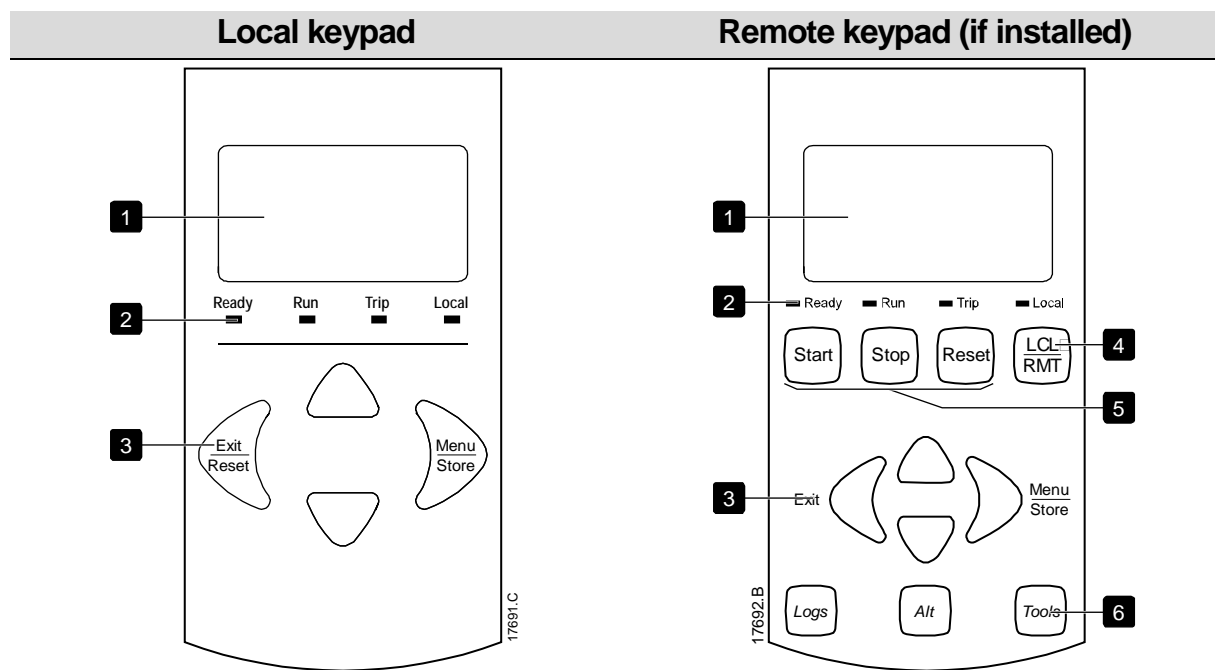 Local keypad
Remote keypad (if installed)
1
Ready Run Trip Local
2
3
Exit
Reset
Menu
Store
17691.C
1
2
Ready Run Trip Local
Start Stop Reset LCL
RMT
4
5
3
Exit
Menu
Store
17692.B
Logs Alt Tools
6